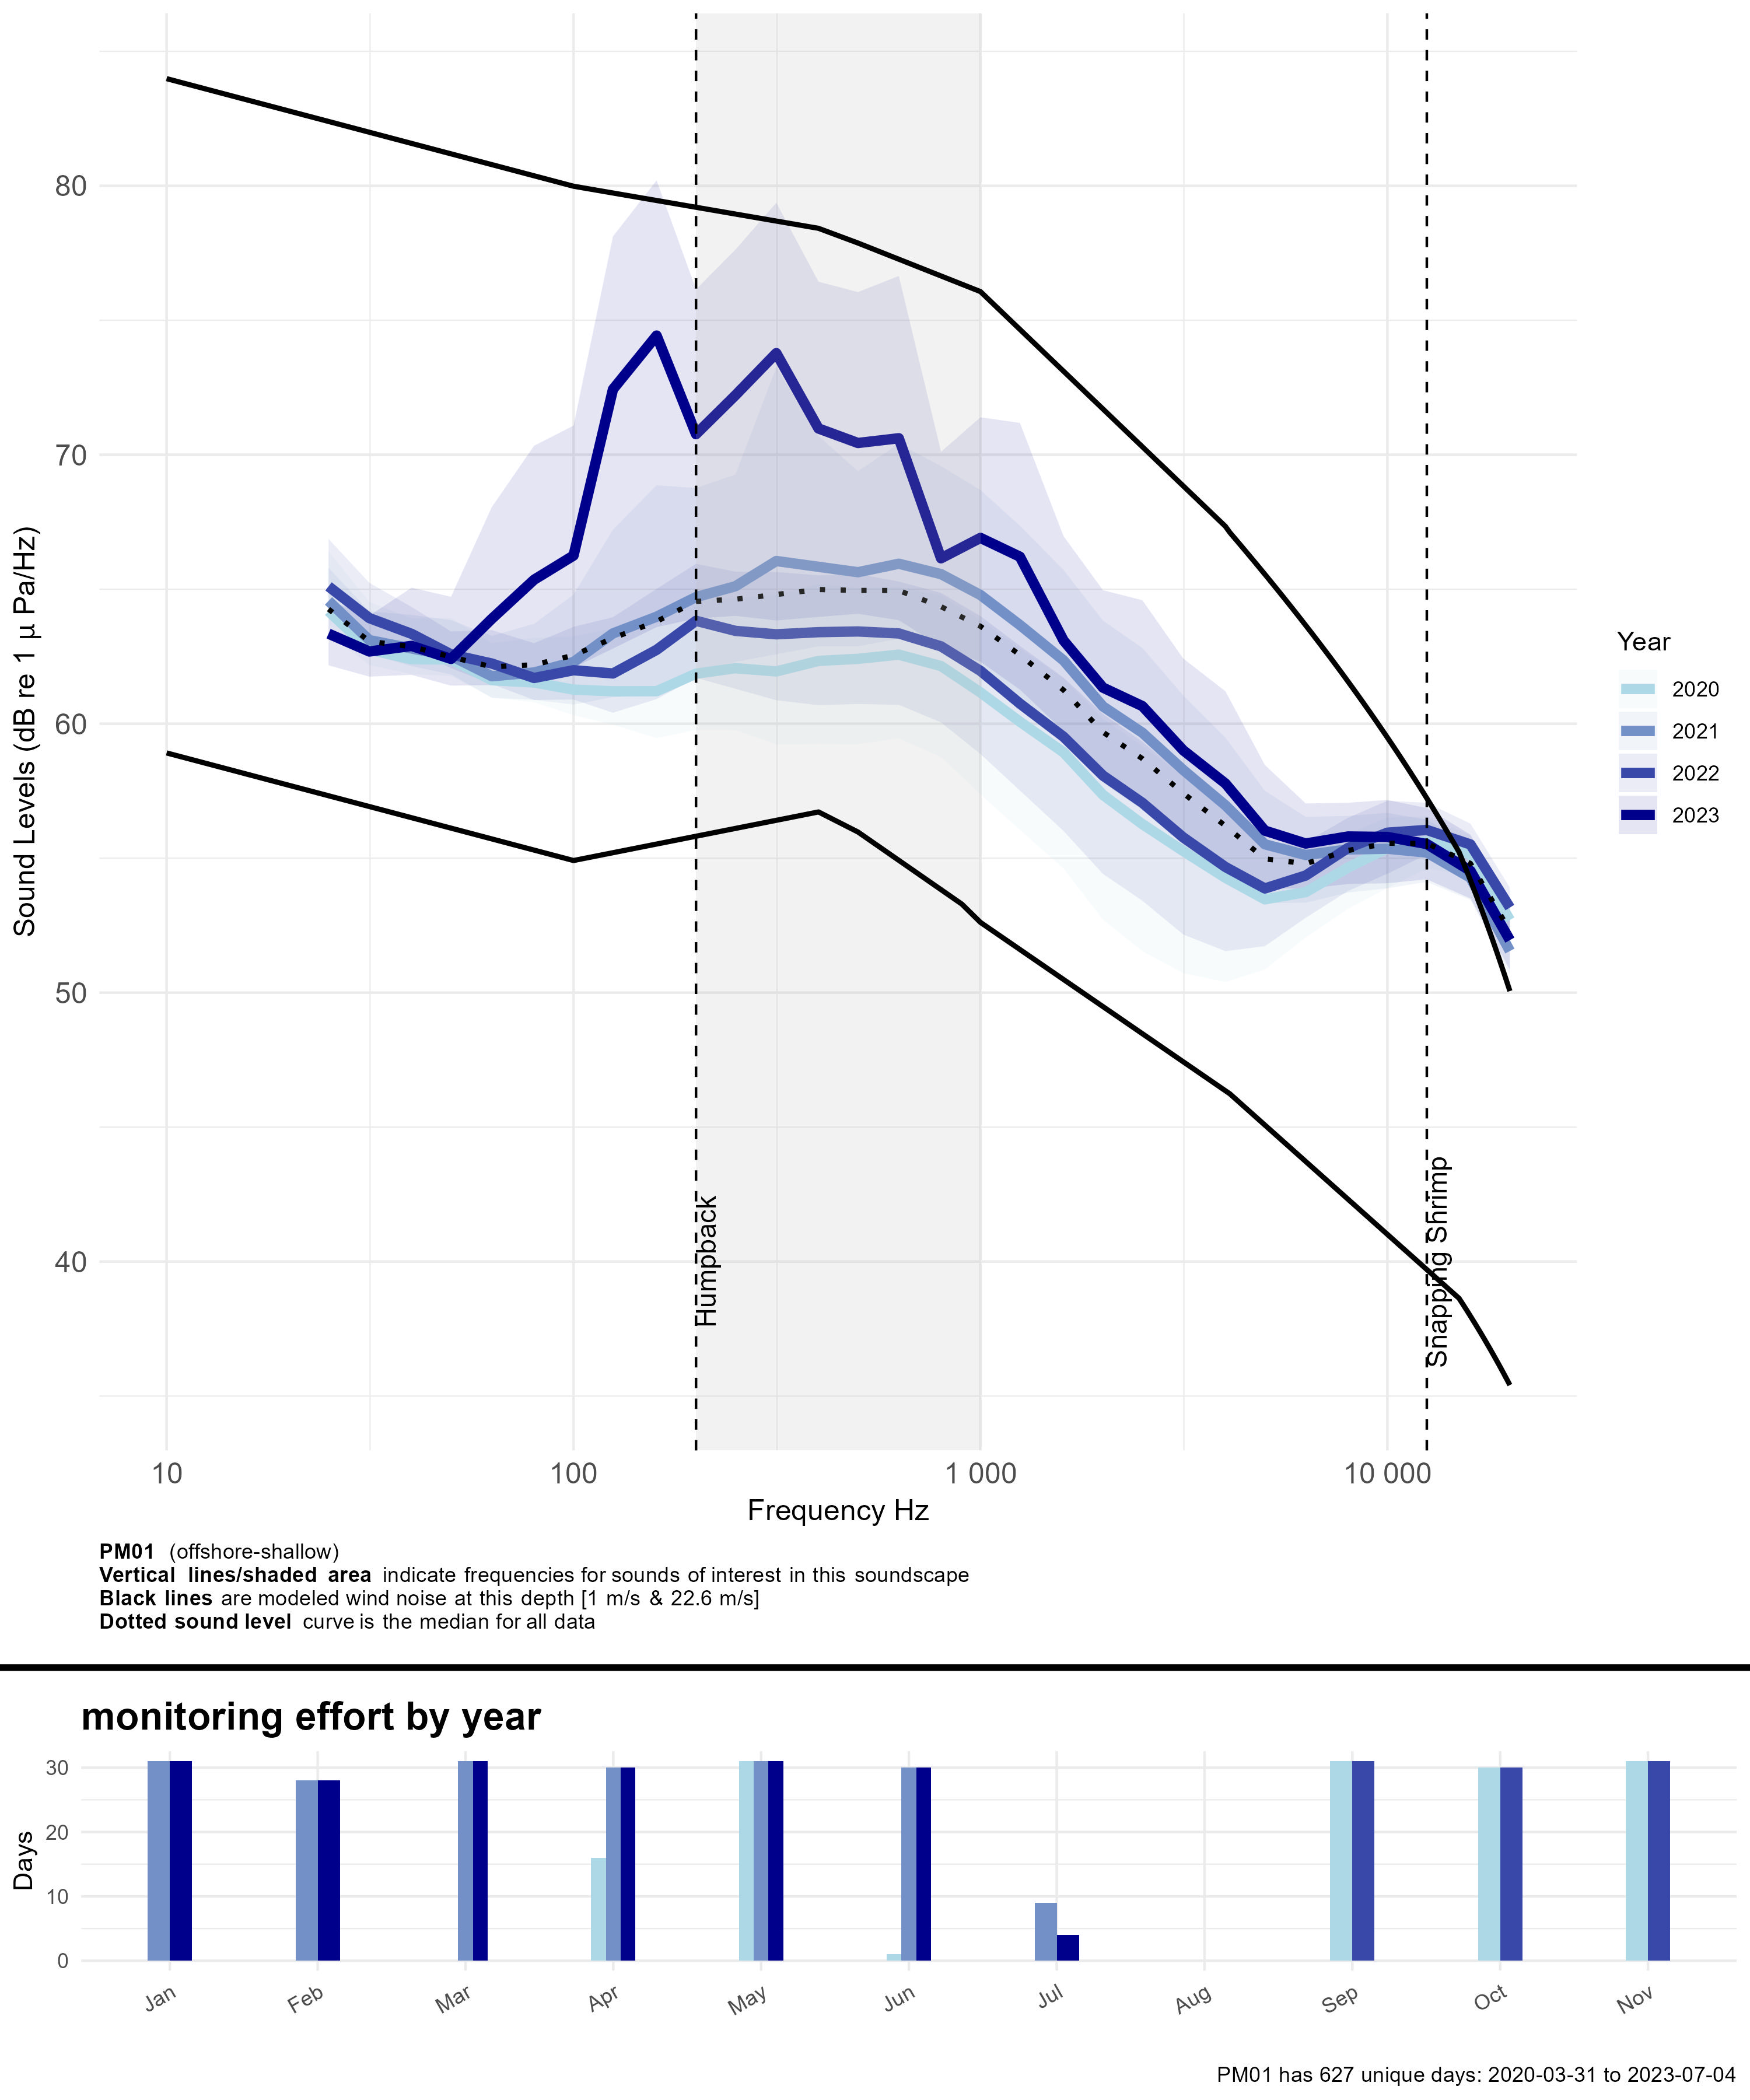 80
70
60
50
40
Sound Levels (dB re 1 µ Pa/Hz)
Humpback
Snapping Shrimp
10 100 1 000 10 000
Frequency Hz
Year
2020
2021
2022
2023
PM01 (offshore-shallow)
Vertical lines/shaded area indicate frequencies for sounds of interest in this soundscape
Black lines are modeled wind noise at this depth [1 m/s & 22.6 m/s]
Dotted sound level curve is the median for all data
monitoring effort by year
30
20
10
0
Days
Jan Feb Mar Apr May Jun Jul Aug Sep Oct Nov
PM01 has 627 unique days: 2020-03-31 to 2023-07-04